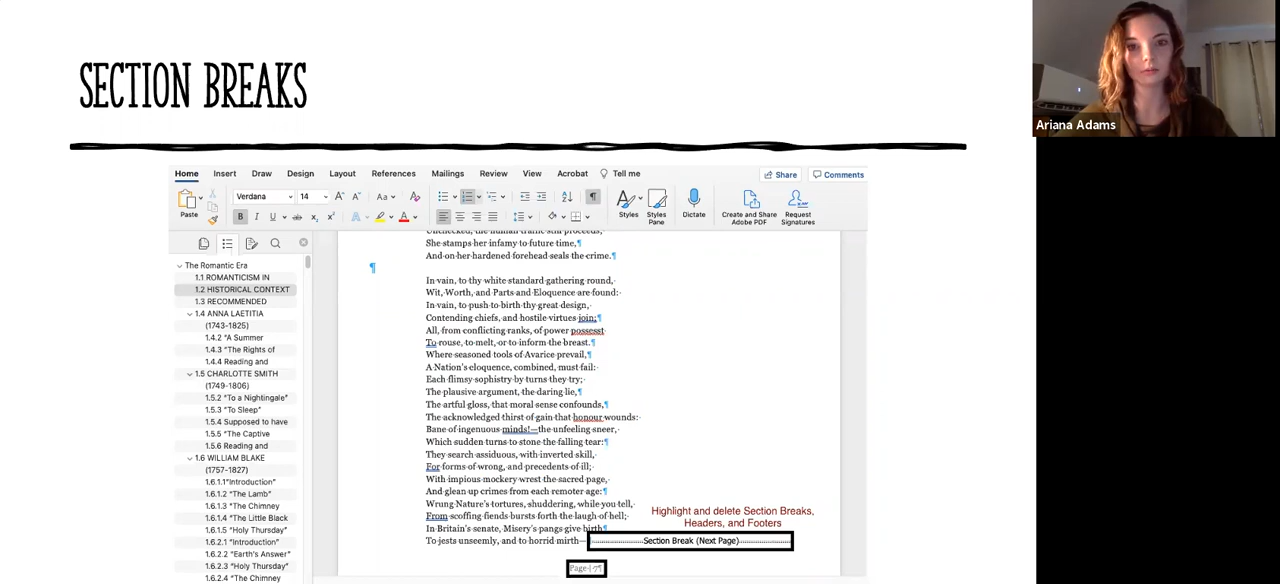 SECTION BREAKS
Ariana Adams
Home Insert Draw Design Layout References Mailings Review View Acrobat Tell me Share Comments
Verdana 14
Paste Styles Styles Pane Dictate Create and Share Adobe PDF Request Signatures
The Romantic Era
1.1 ROMANTICISM IN
1.2 HISTORICAL CONTEXT
1.3 RECOMMENDED
1.4 ANNA LAETITIA
(1743-1825)
1.4.2 "A Summer
1.4.3 "The Rights of
1.4.4 Reading and
1.5 CHARLOTTE SMITH
(1749-1806)
1.5.2 "To a Nightingale"
1.5.3 "To Sleep"
1.5.4 Supposed to have
1.5.5 "The Captive
1.5.6 Reading and
1.6 WILLIAM BLAKE
(1757-1827)
1.6.1.1"Introduction"
1.6.1.2 "The Lamb"
1.6.1.3 "The Chimney
1.6.1.4 "The Little Black
1.6.1.5 "Holy Thursday"
1.6.2.1 "Introduction"
1.6.2.2 "Earth's Answer"
1.6.2.3 "Holy Thursday"
1.6.2.4 "The Chimney
She stamps her infamy to future time,¶
And on her hardened forehead seals the crime.¶
¶
In vain, to thy white standard gathering round,
Wit, Worth, and Parts and Eloquence are found:
In vain, to push to birth thy great design,
Contending chiefs, and hostile virtues join;¶
All, from conflicting ranks, of power possesst
To rouse, to melt, or to inform the breast.¶
Where seasoned tools of Avarice prevail,¶
A Nation's eloquence, combined, must fail:
Each flimsy sophistry by turns they try;
The plausive argument, the daring lie,¶
The artful gloss, that moral sense confounds,¶
The acknowledged thirst of gain that honour wounds:
Bane of ingenuous minds!—the unfeeling sneer,
Which sudden turns to stone the falling tear:¶
They search assiduous, with inverted skill,
For forms of wrong, and precedents of ill;
With impious mockery wrest the sacred page,
And glean up crimes from each remoter age:¶
Wrung Nature's tortures, shuddering, while you tell,
From scoffing fiends bursts forth the laugh of hell;
In Britain's senate, Misery's pangs give birth¶
To jests unseemly, and to horrid mirth—
Section Break (Next Page)
Highlight and delete Section Breaks,
Headers, and Footers
Page | 7¶